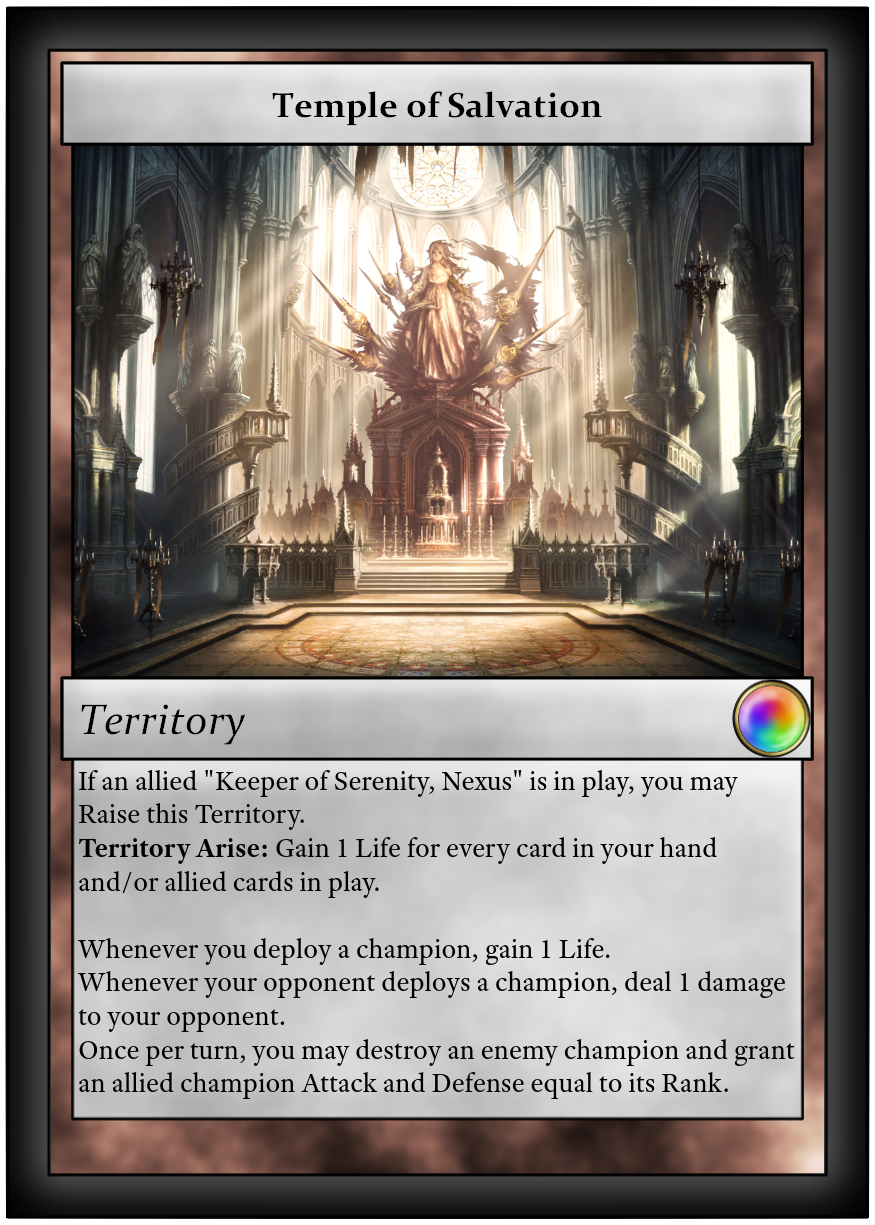 Temple of Salvation
Territory
If an allied "Keeper of Serenity, Nexus" is in play, you may
Raise this Territory.
Territory Arise: Gain 1 Life for every card in your hand
and/or allied cards in play.
Whenever you deploy a champion, gain 1 Life.
Whenever your opponent deploys a champion, deal 1 damage
to your opponent.
Once per turn, you may destroy an enemy champion and grant
an allied champion Attack and Defense equal to its Rank.